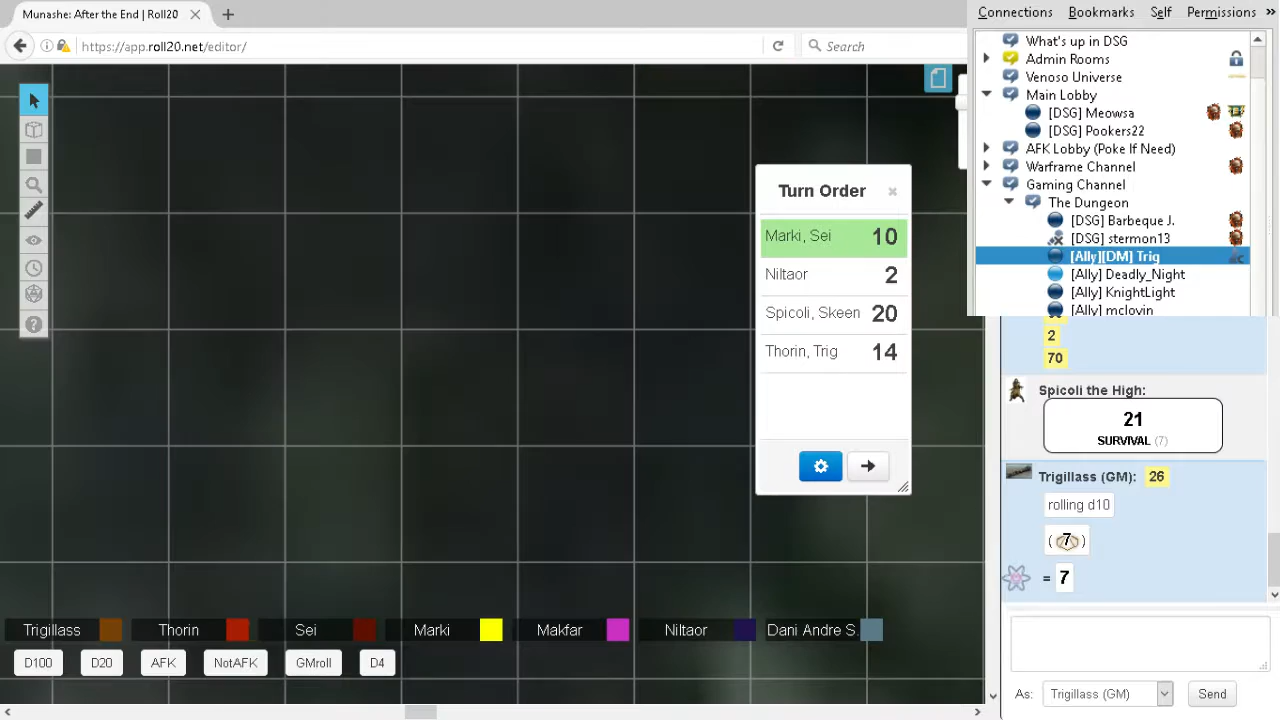 Munashe: After the End | Roll20
https://app.roll20.net/editor/
Search
Connections Bookmarks Self Permissions »
What's up in DSG
Admin Rooms
Venoso Universe
Main Lobby
[DSG] Meowsa
[DSG] Pookers22
AFK Lobby (Poke If Need)
Warframe Channel
Gaming Channel
The Dungeon
[DSG] Barbeque J.
[DSG] stermon13
[Ally][DM] Trig
[Ally] Deadly_Night
[Ally] KnightLight
[Ally] mclovin
Turn Order
Marki, Sei 10
Niltaor 2
Spicoli, Skeen 20
Thorin, Trig 14
2
70
Spicoli the High:
21
SURVIVAL (7)
Trigillass (GM): 26
rolling d10
(7)
= 7
Trigillass Thorin Sei Marki Makfar Niltaor Dani Andre S.
D100 D20 AFK NotAFK GMroll D4
As: Trigillass (GM) Send